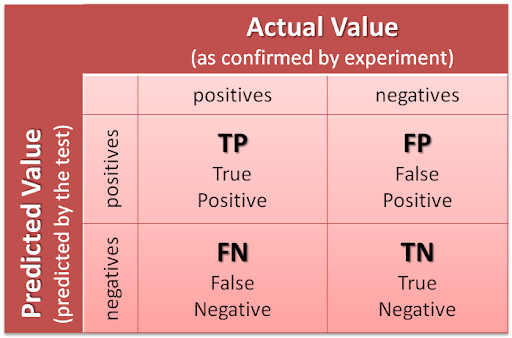 Actual Value
(as confirmed by experiment)
positives
negatives
Predicted Value
(predicted by the test)
positives
TP
True
Positive
FP
False
Positive
negatives
FN
False
Negative
TN
True
Negative